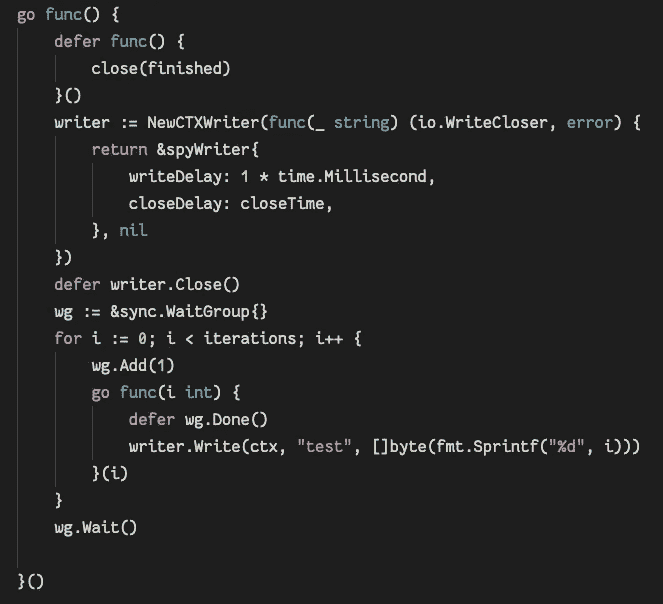 go func() {
    defer func() {
        close(finished)
    }()
    writer := NewCTXWriter(func(_ string) (io.WriteCloser, error) {
        return &spyWriter{
            writeDelay: 1 * time.Millisecond,
            closeDelay: closeTime,
        }, nil
    })
    defer writer.Close()
    wg := &sync.WaitGroup{}
    for i := 0; i < iterations; i++ {
        wg.Add(1)
        go func(i int) {
            defer wg.Done()
            writer.Write(ctx, "test", []byte(fmt.Sprintf("%d", i)))
        }(i)
    }
    wg.Wait()

}()